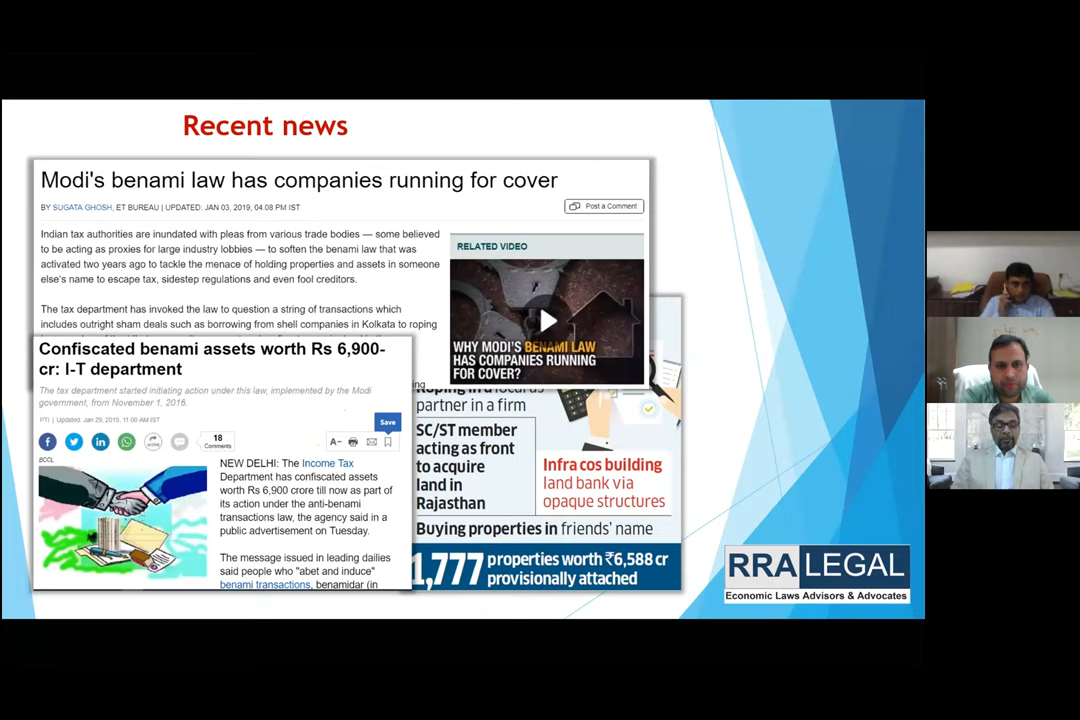 Recent news
Modi's benami law has companies running for cover
BY SUGATA GHOSH, ET BUREAU | UPDATED: JAN 03, 2019, 04.08 PM IST
Post a Comment
Indian tax authorities are inundated with pleas from various trade bodies — some believed
to be acting as proxies for large industry lobbies — to soften the benami law that was
activated two years ago to tackle the menace of holding properties and assets in someone
else's name to escape tax, sidestep regulations and even fool creditors.
The tax department has invoked the law to question a string of transactions which
includes outright sham deals such as borrowing from shell companies in Kolkata to roping
RELATED VIDEO
WHY MODI'S BENAMI LAW
HAS COMPANIES RUNNING
FOR COVER?
Confiscated benami assets worth Rs 6,900-
cr: I-T department
The tax department started initiating action under this law, implemented by the Modi
government, from November 1, 2016.
PTI | Updated: Jan 29, 2019, 11.00 AM IST
Save
18
Comments
SHARE
A-
BCCL
NEW DELHI: The Income Tax
Department has confiscated assets
worth Rs 6,900 crore till now as part of
its action under the anti-benami
transactions law, the agency said in a
public advertisement on Tuesday.
The message issued in leading dailies
said people who "abet and induce"
benami transactions, benamidar (in
partner in a firm
SC/ST member
acting as front
to acquire
land in
Rajasthan
Infra cos building
land bank via
opaque structures
Buying properties in friends' name
1,777 properties worth ₹6,588 cr
provisionally attached
RRA LEGAL
Economic Laws Advisors & Advocates